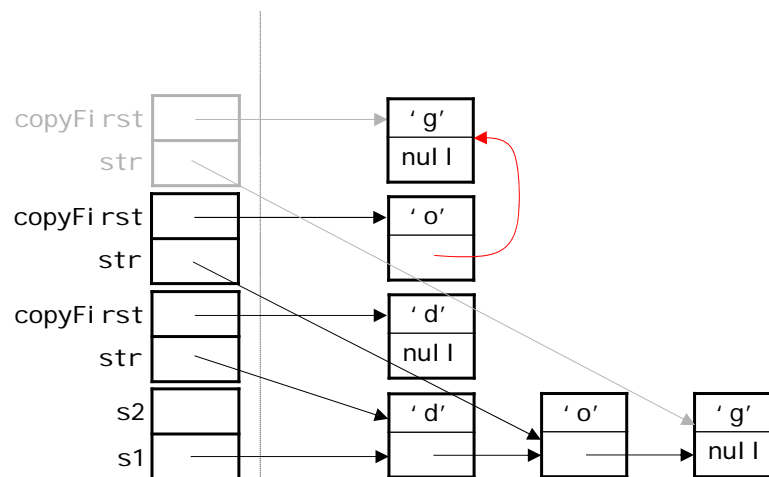 copyFirst ‘g’
str null
copyFirst ‘o’
str
copyFirst ‘d’
str null
s2 ‘d’ ‘o’ ‘g’
s1 null